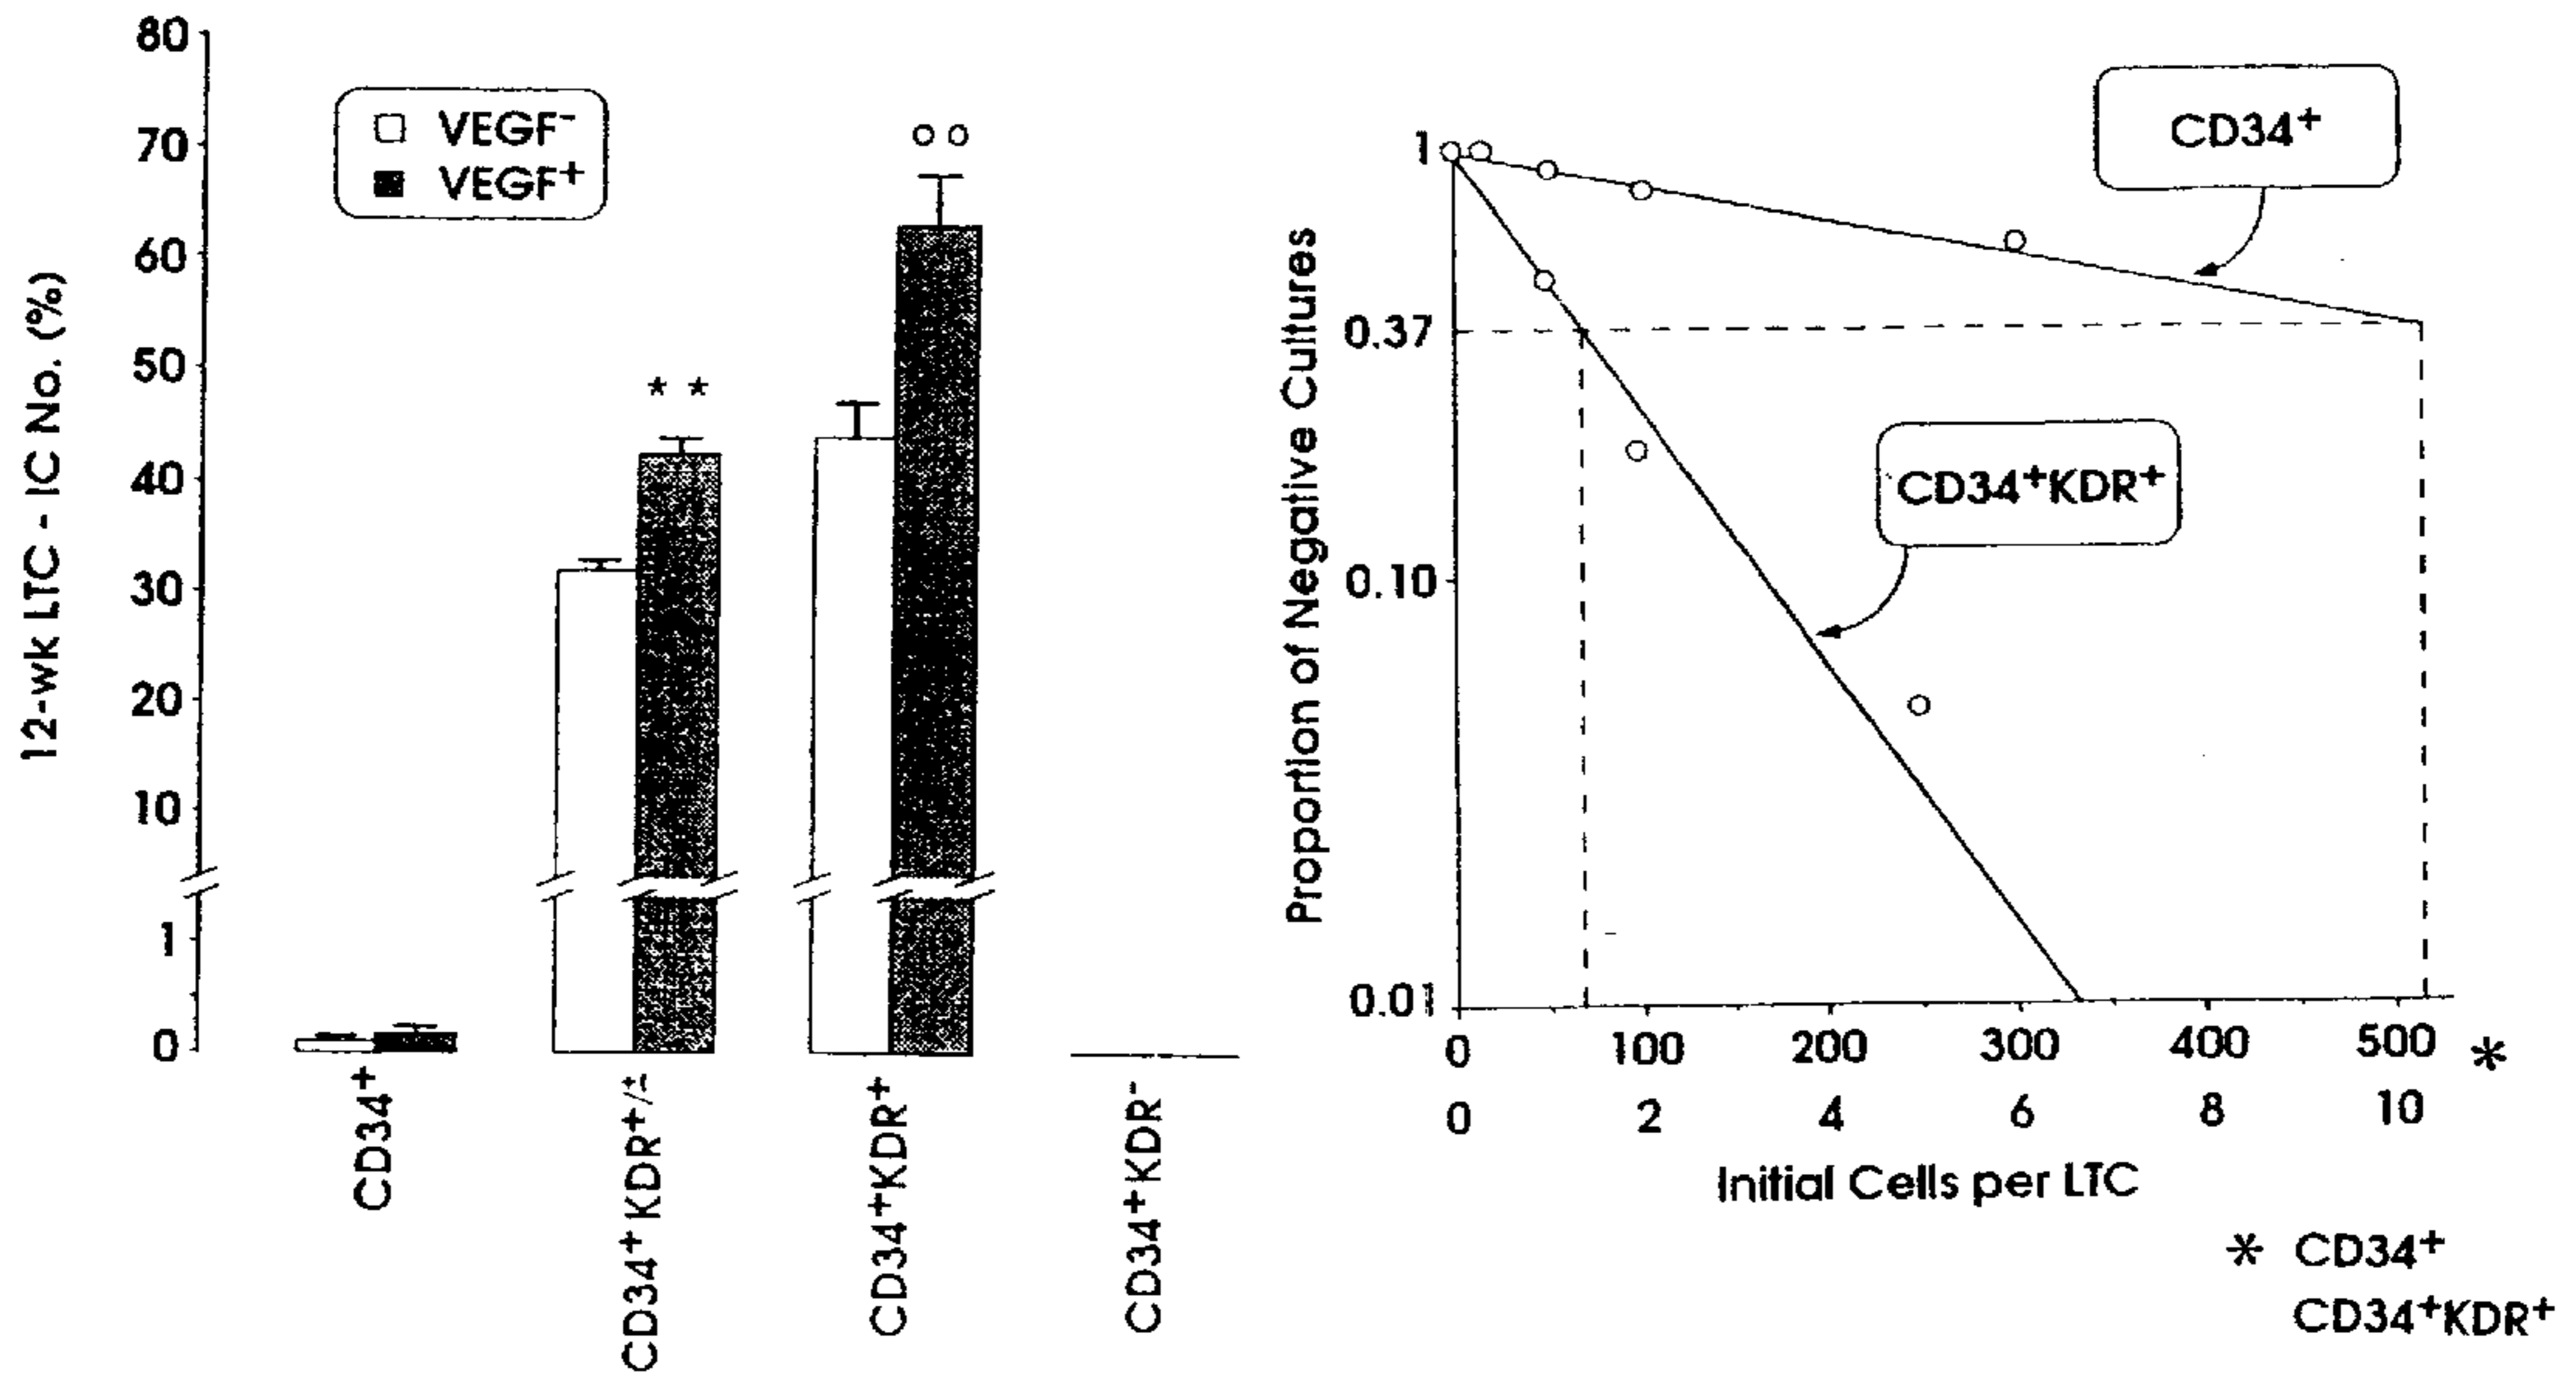 80
70
60
50
40
30
20
10
1
0
12-wk LTC - IC No. (%)
VEGF⁻
VEGF⁺
* *
○ ○
CD34⁺
CD34⁺KDR⁺/±
CD34⁺KDR⁺
CD34⁺KDR⁻
Proportion of Negative Cultures
1
0.37
0.10
0.01
CD34⁺
CD34⁺KDR⁺
0 100 200 300 400 500 *
0 2 4 6 8 10
Initial Cells per LTC
* CD34⁺
CD34⁺KDR⁺